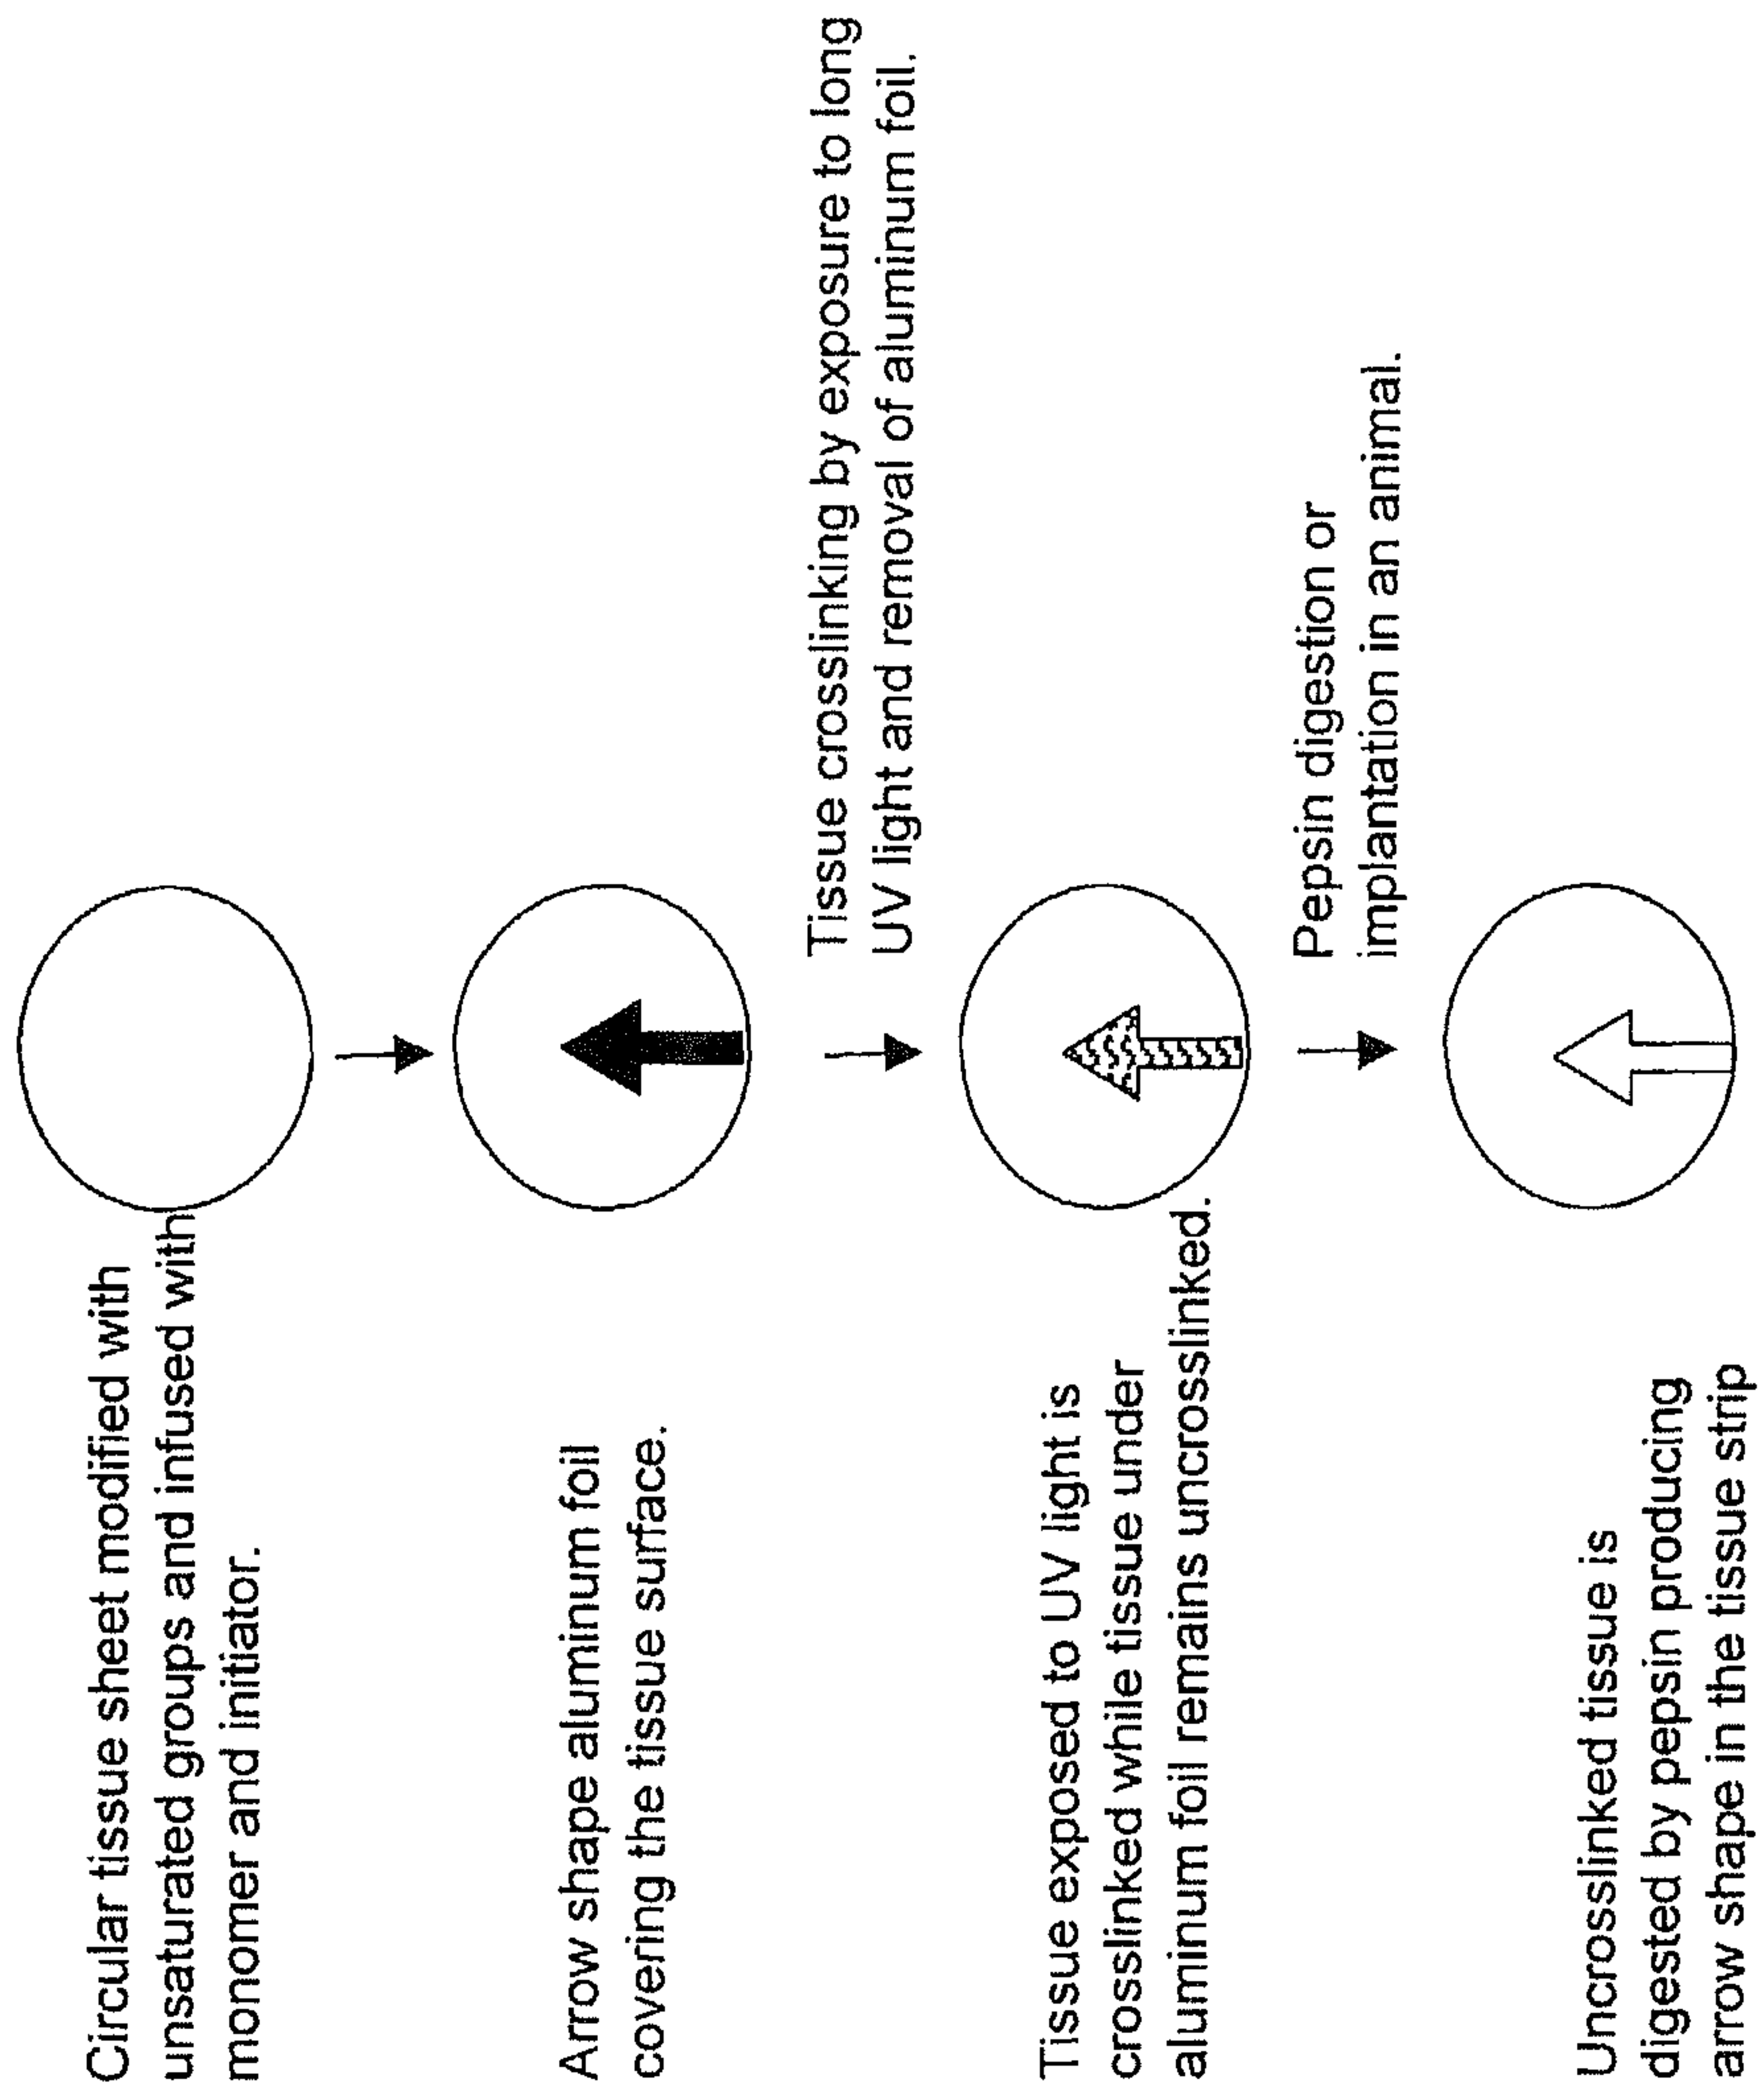 Circular tissue sheet modified with
unsaturated groups and infused with
monomer and initiator.
Arrow shape aluminum foil
covering the tissue surface.
Tissue crosslinking by exposure to long
UV light and removal of aluminum foil.
Tissue exposed to UV light is
crosslinked while tissue under
aluminum foil remains uncrosslinked.
Pepsin digestion or
implantation in an animal.
Uncrosslinked tissue is
digested by pepsin producing
arrow shape in the tissue strip